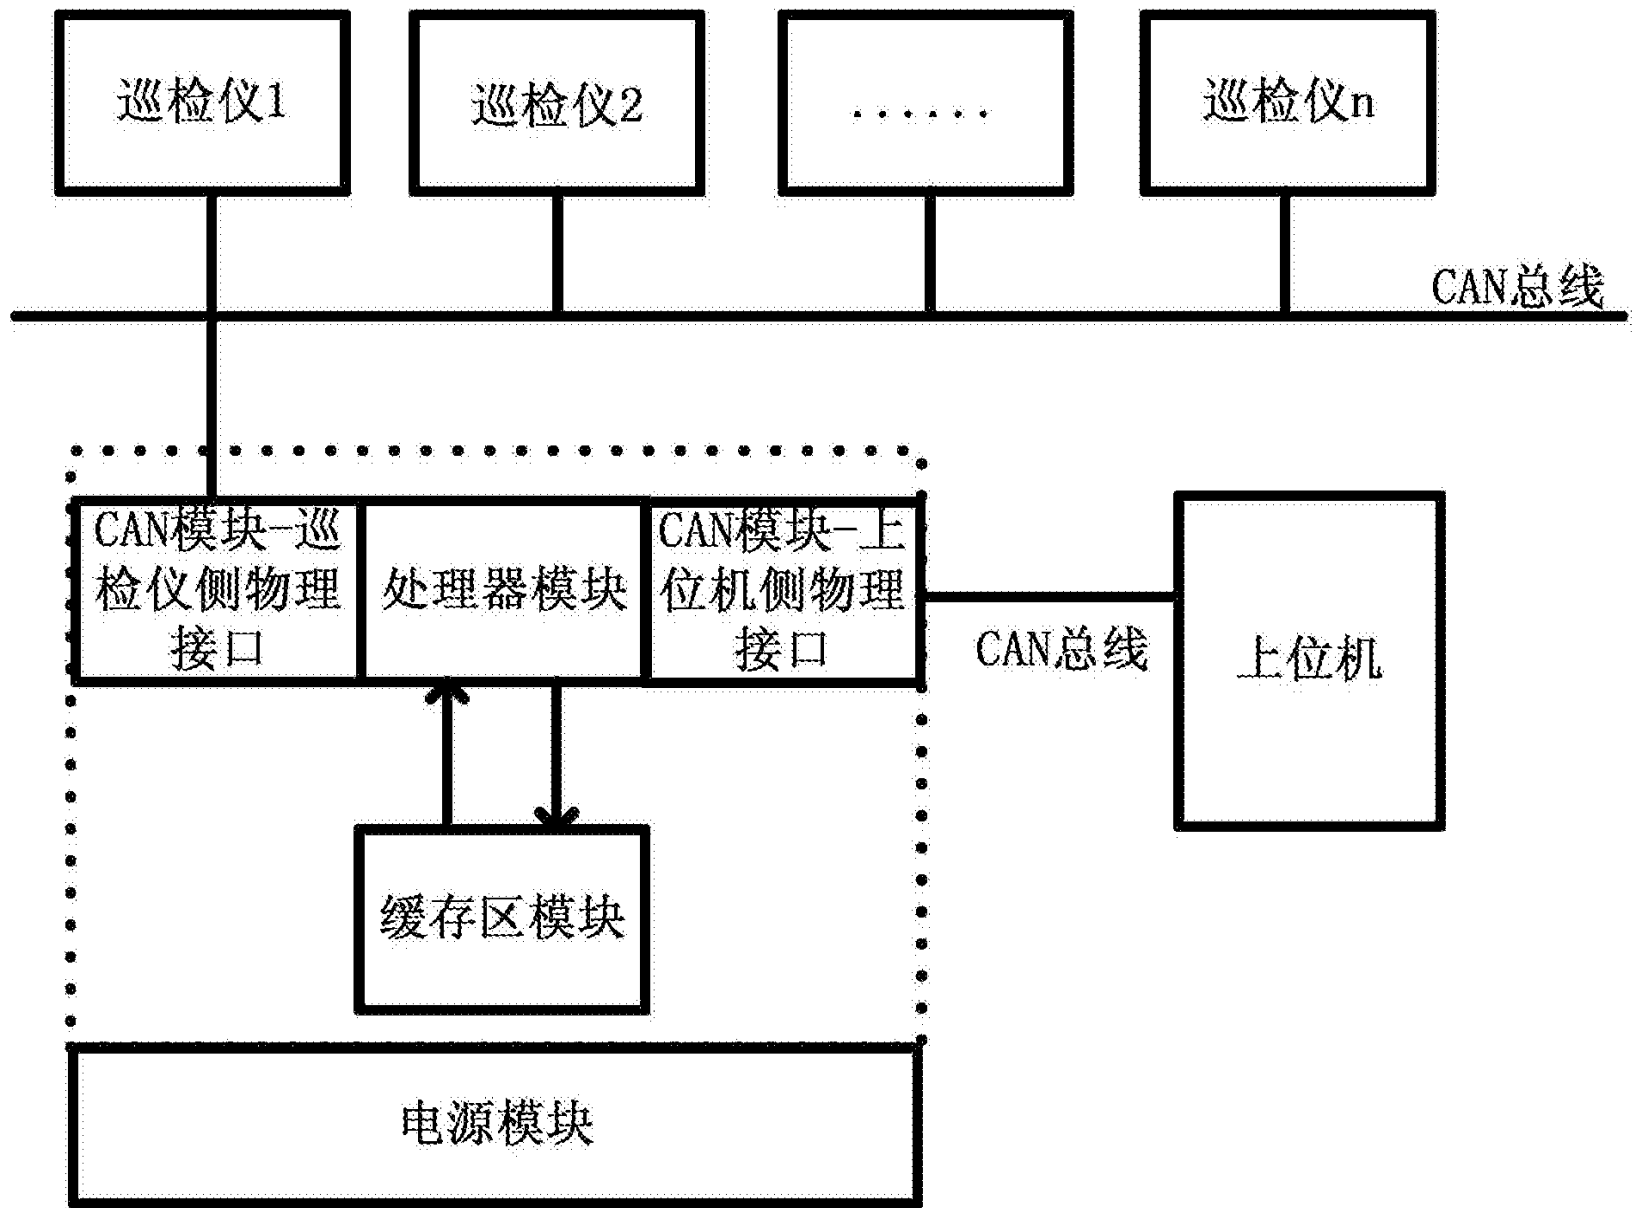 巡检仪1
巡检仪2
......
巡检仪n
CAN总线
CAN模块-巡
检仪侧物理
接口
处理器模块
CAN模块-上
位机侧物理
接口
CAN总线
上位机
缓存区模块
电源模块